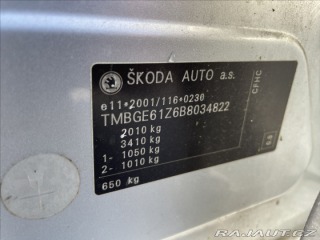 ŠKODA AUTO a.s.
e11*2001/116*0230
TMBGE61Z6B8034822
2010 kg
3410 kg
1- 1050 kg
2- 1010 kg
650 kg
CFHC
RAJAUT.CZ